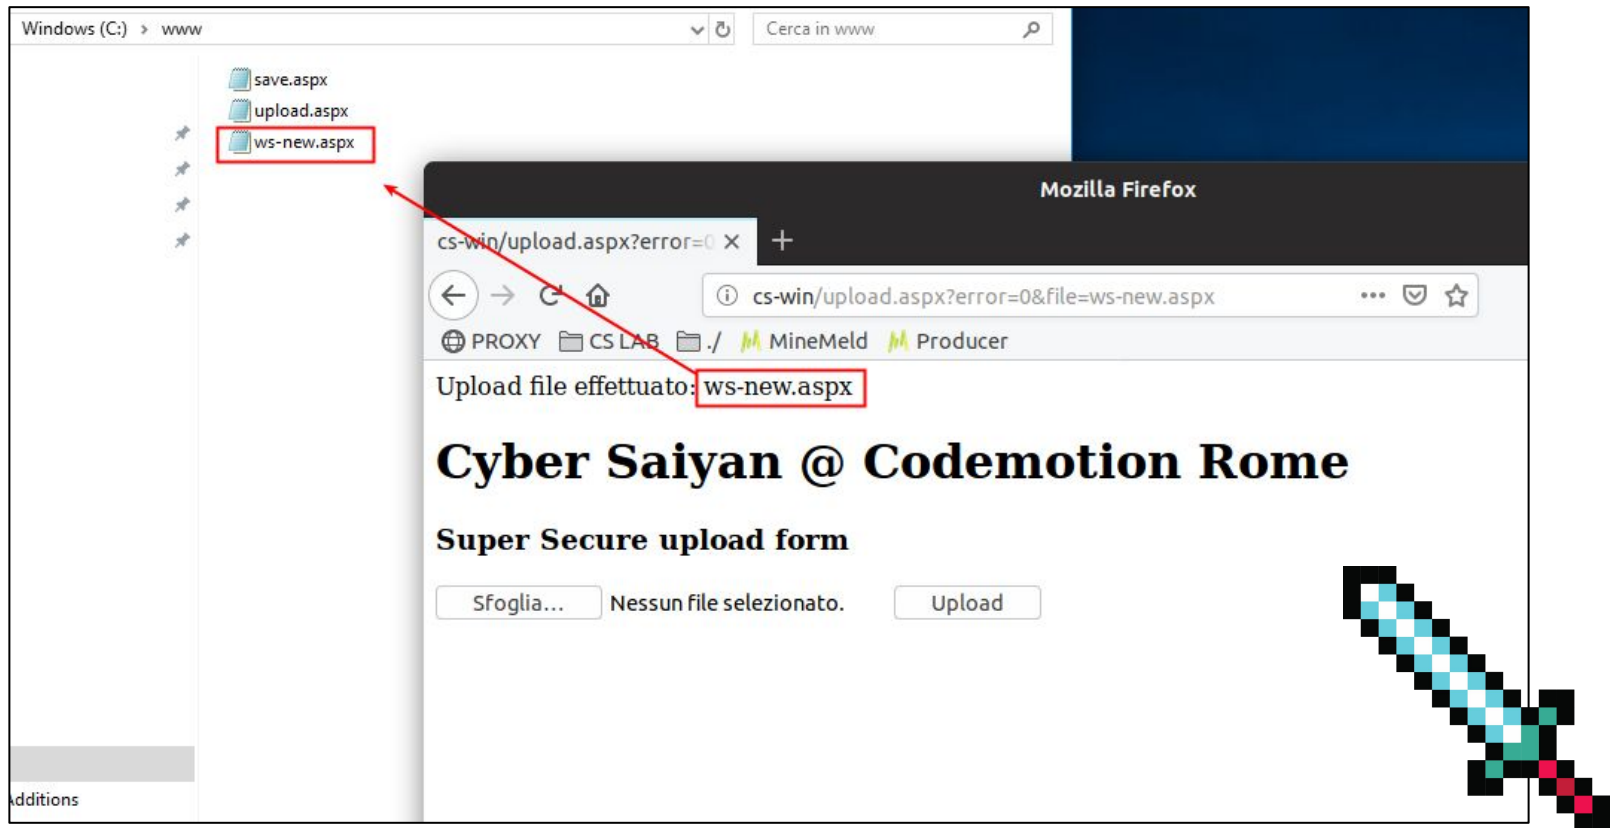 Windows (C:) > www
Cerca in www
save.aspx
upload.aspx
ws-new.aspx
Mozilla Firefox
cs-win/upload.aspx?error=0
cs-win/upload.aspx?error=0&file=ws-new.aspx
PROXY CS LAB ./ MineMeld Producer
Upload file effettuato: ws-new.aspx
Cyber Saiyan @ Codemotion Rome
Super Secure upload form
Sfoglia... Nessun file selezionato. Upload
dditions